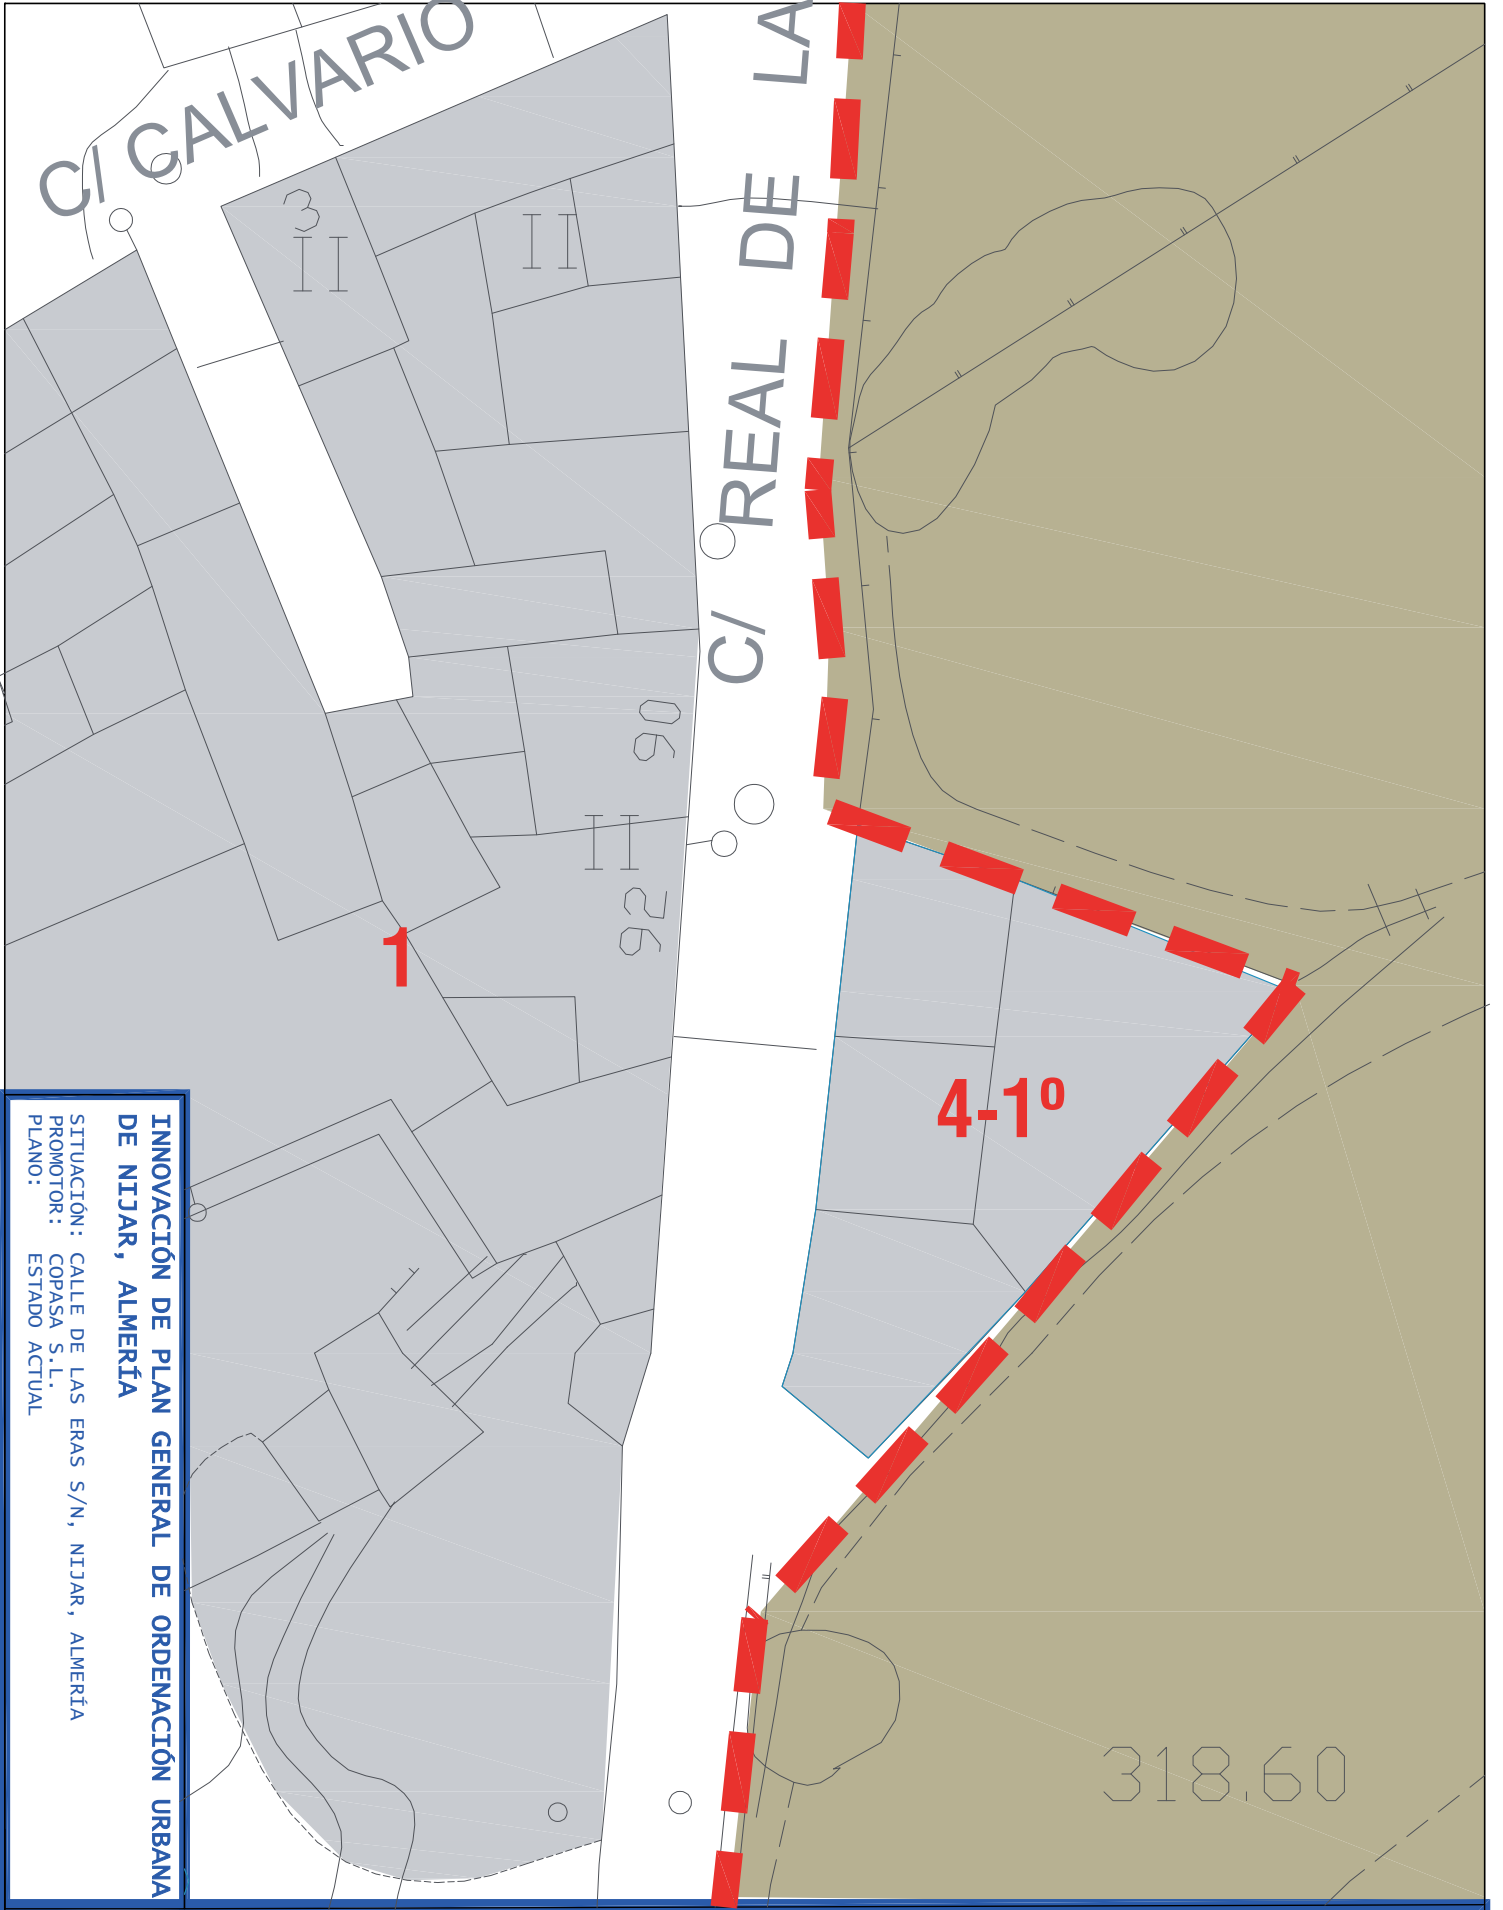 C/ CALVARIO
C/ REAL DE LA
3
II
II
90
II
92
1
4-1º
318.60
INNOVACIÓN DE PLAN GENERAL DE ORDENACIÓN URBANA
DE NIJAR, ALMERÍA
SITUACIÓN: CALLE DE LAS ERAS S/N, NIJAR, ALMERÍA
PROMOTOR: COPASA S.L.
PLANO: ESTADO ACTUAL